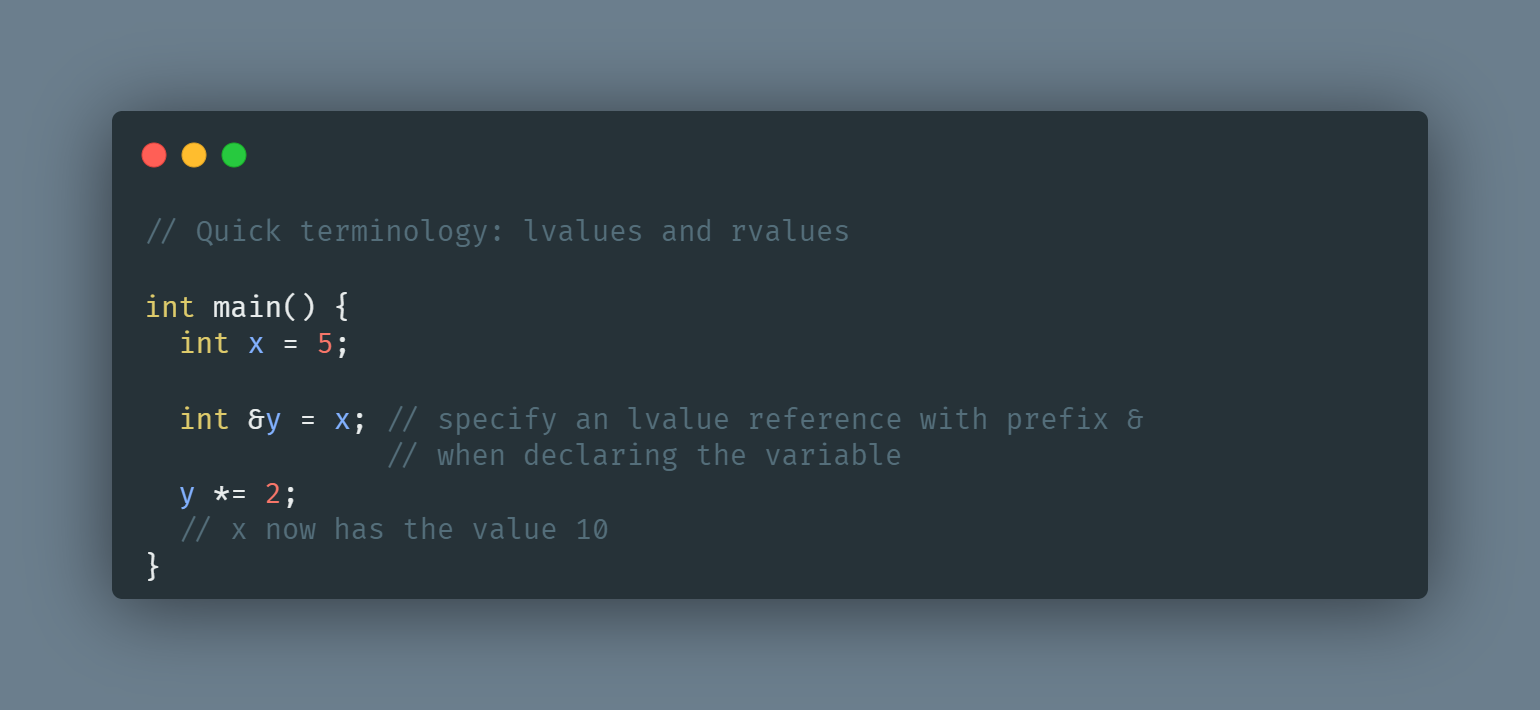 // Quick terminology: lvalues and rvalues

int main() {
  int x = 5;

  int &y = x; // specify an lvalue reference with prefix &
              // when declaring the variable
  y *= 2;
  // x now has the value 10
}